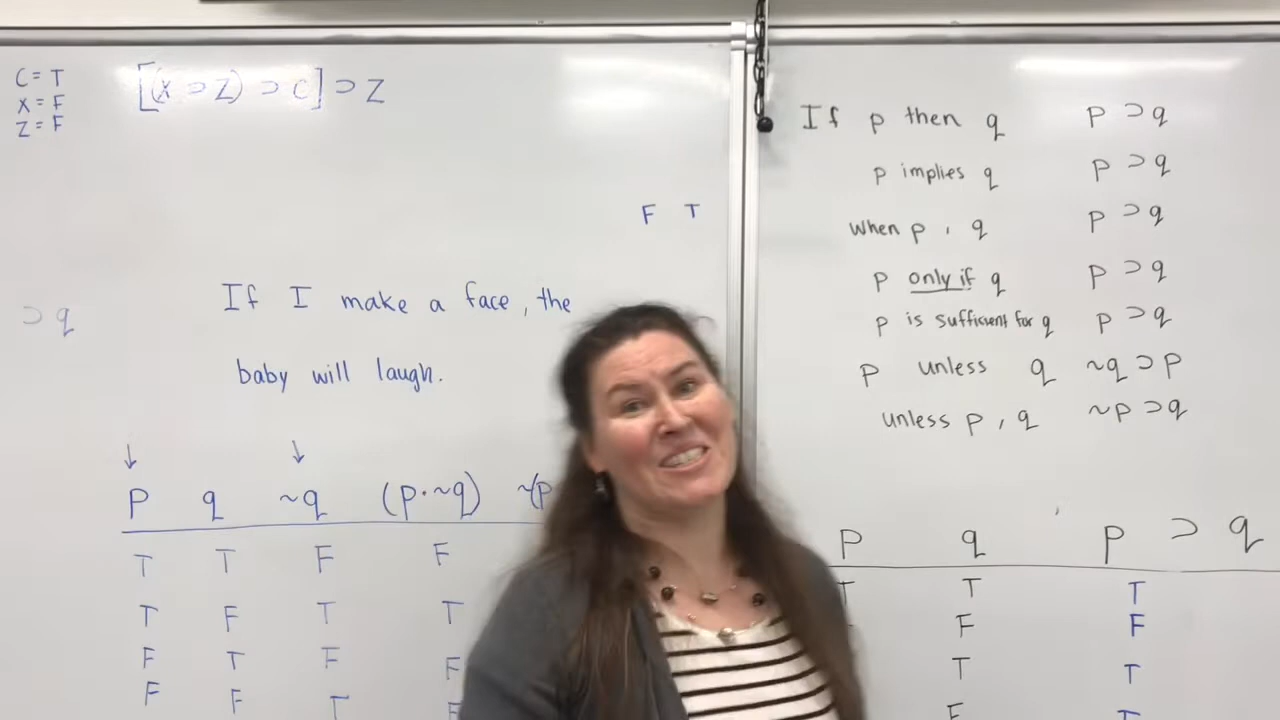 C = T
X = F
Z = F
[(X ⊃ Z) ⊃ C] ⊃ Z
F T
⊃ q
If I make a face, the
baby will laugh.
↓ ↓
p q ~q (p · ~q) ~(p
T T F F
T F T T
F T F F
F F T
If p then q p ⊃ q
p implies q p ⊃ q
When p, q p ⊃ q
p only if q p ⊃ q
p is sufficient for q p ⊃ q
p unless q ~q ⊃ p
unless p, q ~p ⊃ q
p q p ⊃ q
T T T
F F
T T
F T